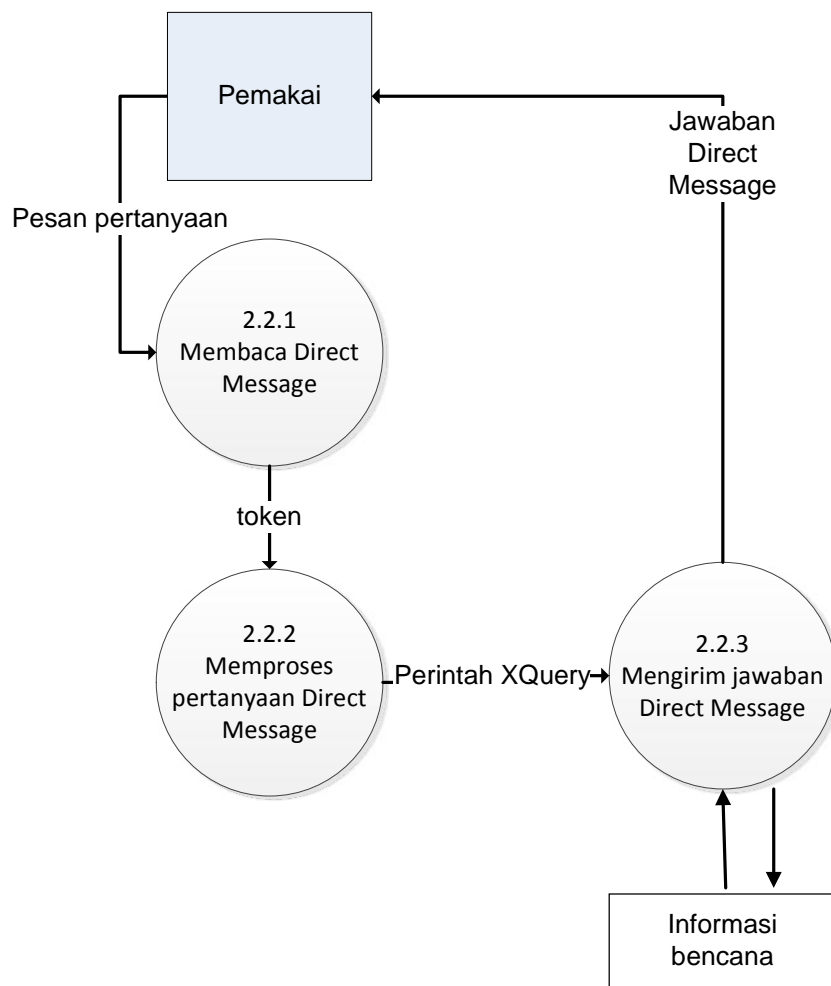 Pemakai
Jawaban
Direct
Message
Pesan pertanyaan
2.2.1
Membaca Direct
Message
token
2.2.2
Memproses
pertanyaan Direct
Message
Perintah XQuery
2.2.3
Mengirim jawaban
Direct Message
Informasi
bencana